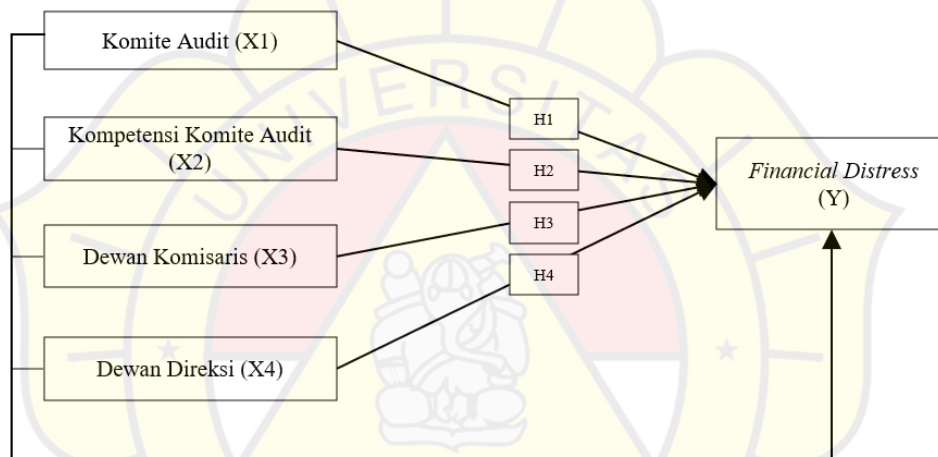 Komite Audit (X1)
Kompetensi Komite Audit
(X2)
Dewan Komisaris (X3)
Dewan Direksi (X4)
H1
H2
H3
H4
Financial Distress
(Y)
UNIVERSITAS